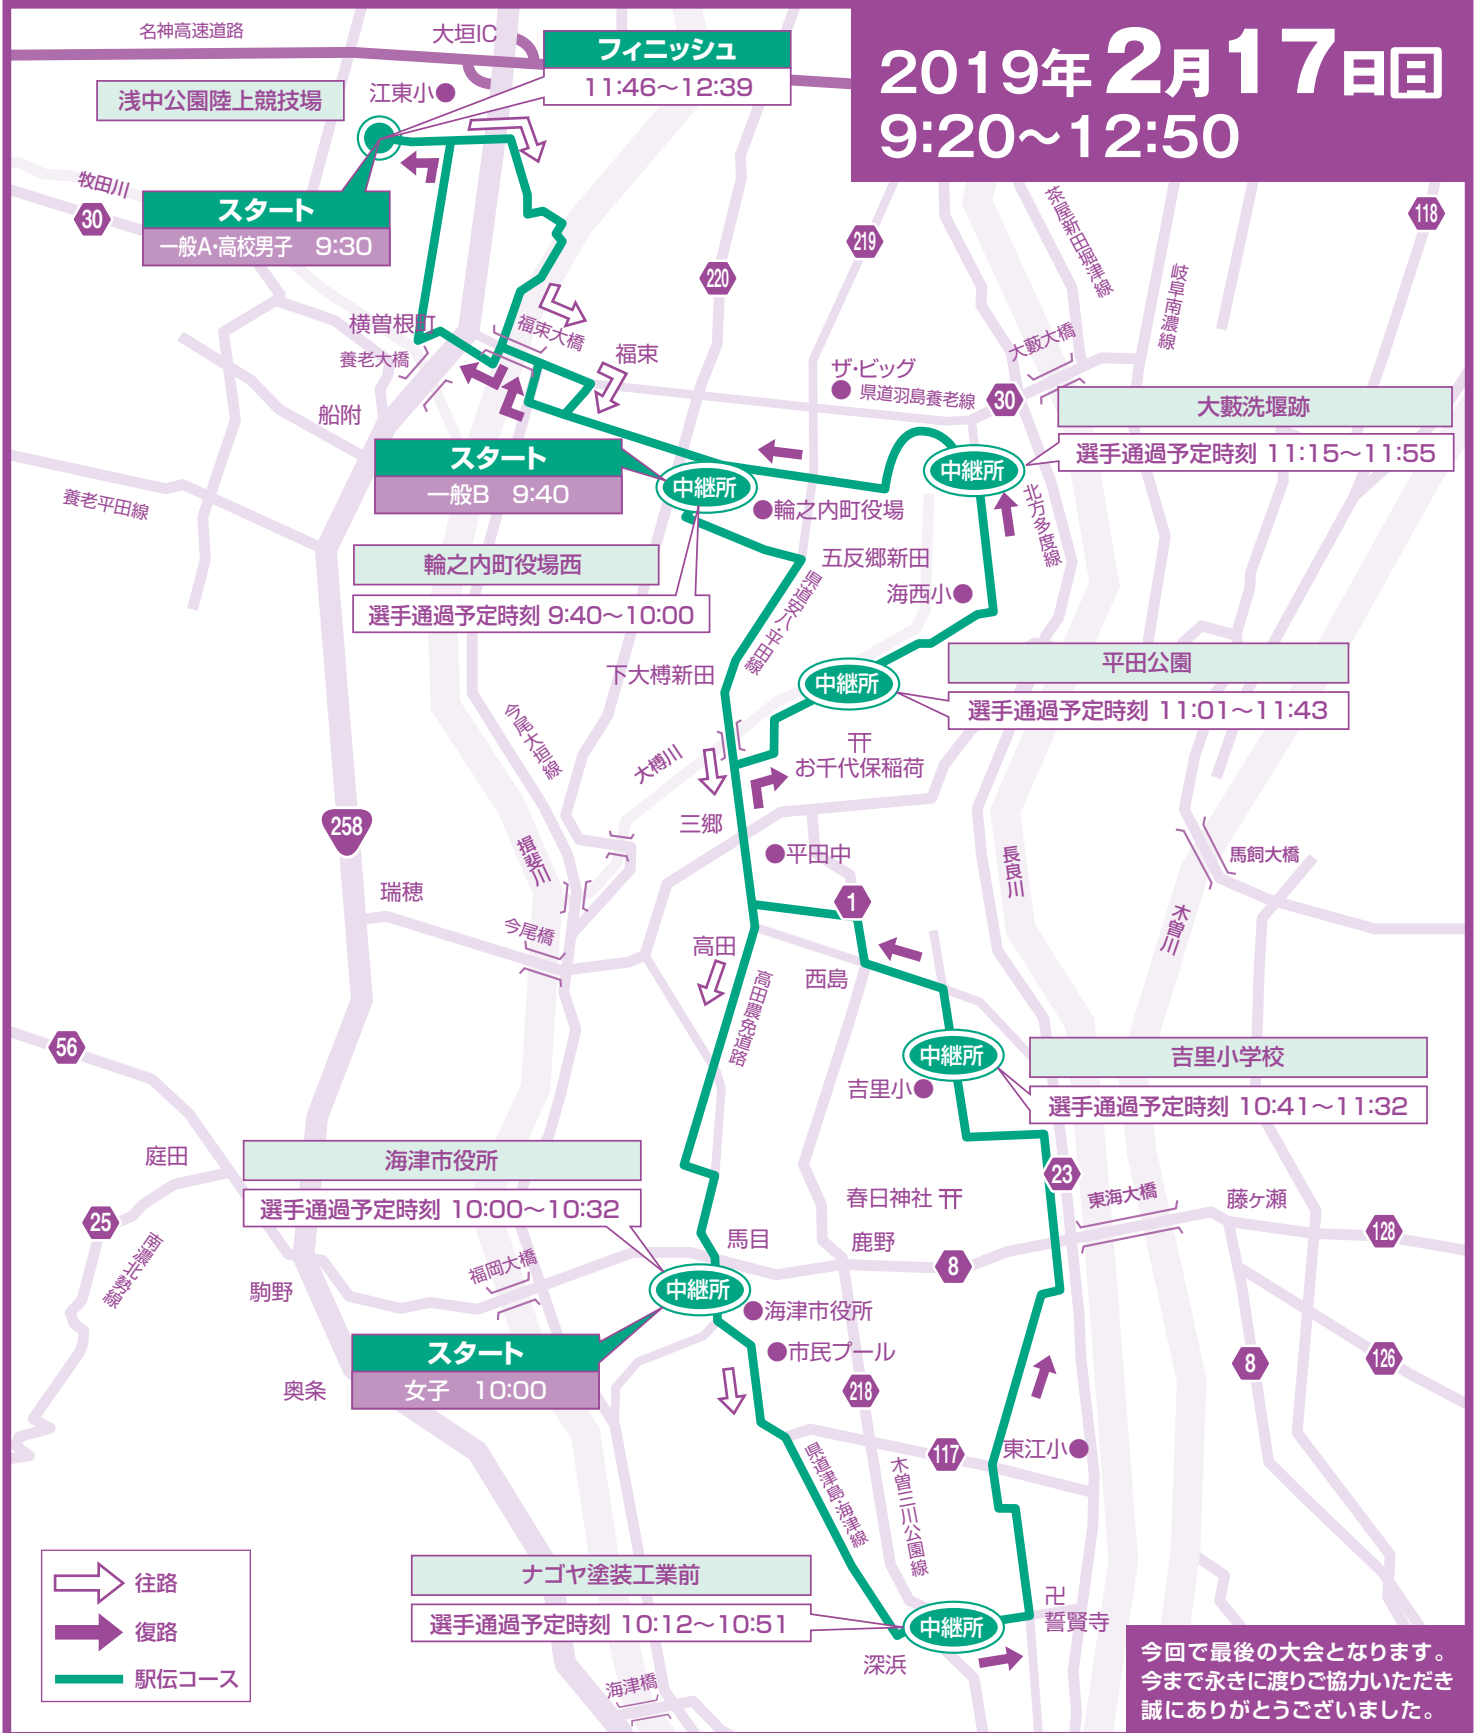 2019年2月17日日
9:20〜12:50
名神高速道路
大垣IC
フィニッシュ
11:46〜12:39
浅中公園陸上競技場
江東小
牧田川
30
スタート
一般A・高校男子 9:30
118
219
220
茶屋新田堀津線
岐阜南濃線
横曽根町
福束大橋
養老大橋
福束
大藪大橋
ザ・ビッグ
県道羽島養老線
30
船附
大藪洗堰跡
選手通過予定時刻 11:15〜11:55
スタート
一般B 9:40
中継所
中継所
養老平田線
輪之内町役場
北方多度線
輪之内町役場西
選手通過予定時刻 9:40〜10:00
五反郷新田
海西小
県道安八・平田線
下大榑新田
中継所
平田公園
選手通過予定時刻 11:01〜11:43
今尾大垣線
大榑川
お千代保稲荷
三郷
258
平田中
揖斐川
長良川
馬飼大橋
瑞穂
1
木曽川
今尾橋
高田
西島
高田農免道路
56
中継所
吉里小学校
吉里小
選手通過予定時刻 10:41〜11:32
庭田
海津市役所
選手通過予定時刻 10:00〜10:32
23
東海大橋
藤ヶ瀬
春日神社
25
128
南濃北勢線
馬目
鹿野
8
福岡大橋
駒野
中継所
海津市役所
スタート
女子 10:00
市民プール
8
126
奥条
218
117
東江小
県道津島・海津線
木曽三川公園線
ナゴヤ塗装工業前
選手通過予定時刻 10:12〜10:51
中継所
卍
誓賢寺
深浜
海津橋
往路
復路
駅伝コース
今回で最後の大会となります。
今まで永きに渡りご協力いただき
誠にありがとうございました。